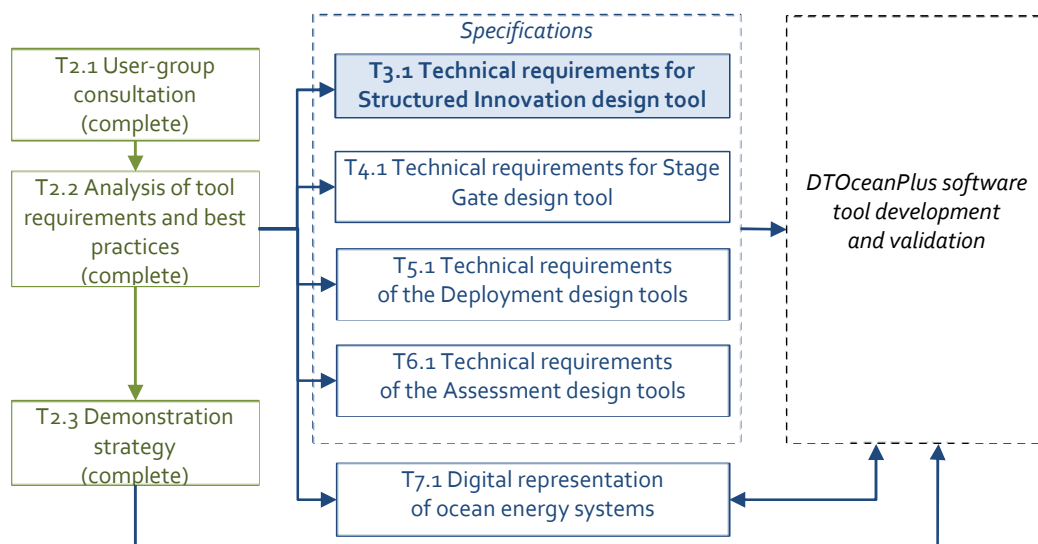 T2.1 User-group
consultation
(complete)
T2.2 Analysis of tool
requirements and best
practices
(complete)
T2.3 Demonstration
strategy
(complete)
Specifications
T3.1 Technical requirements for
Structured Innovation design tool
T4.1 Technical requirements for Stage
Gate design tool
T5.1 Technical requirements
of the Deployment design tools
T6.1 Technical requirements
of the Assessment design tools
T7.1 Digital representation
of ocean energy systems
DTOceanPlus software
tool development
and validation